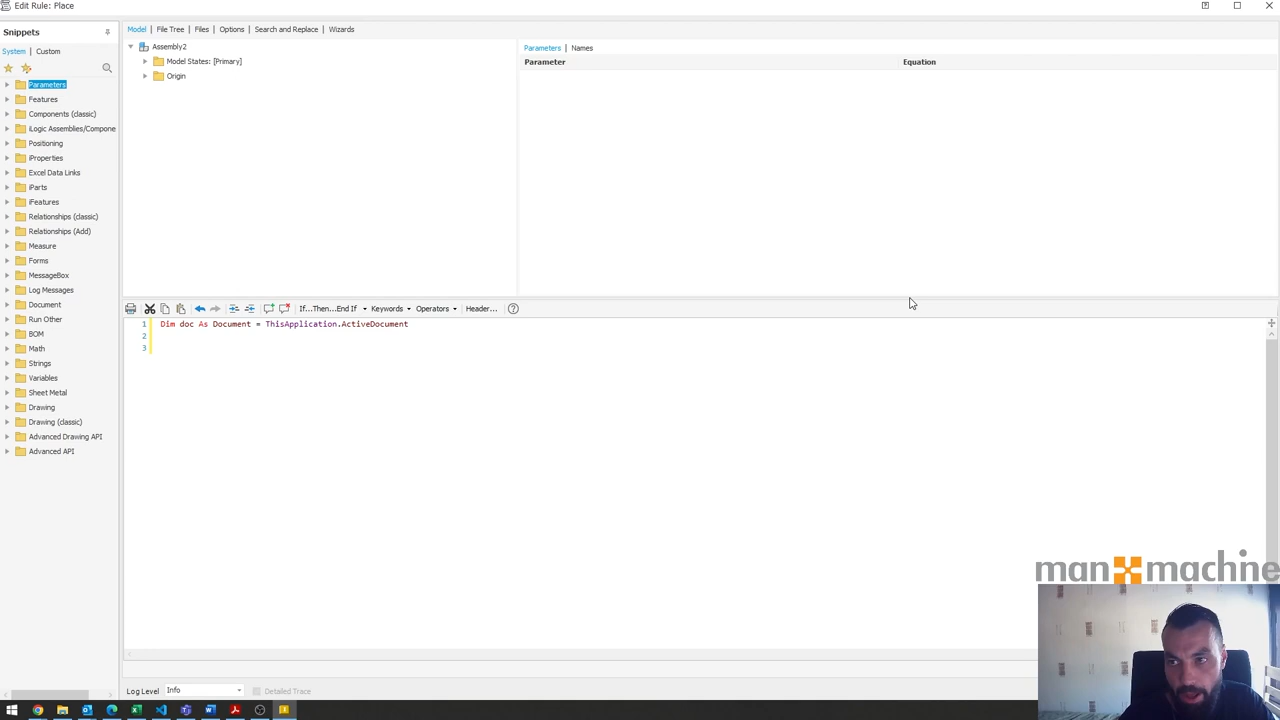 Edit Rule: Place
Snippets
System Custom
Parameters
Features
Components (classic)
iLogic Assemblies/Compone
Positioning
iProperties
Excel Data Links
iParts
iFeatures
Relationships (classic)
Relationships (Add)
Measure
Forms
MessageBox
Log Messages
Document
Run Other
BOM
Math
Strings
Variables
Sheet Metal
Drawing
Drawing (classic)
Advanced Drawing API
Advanced API
Model File Tree Files Options Search and Replace Wizards
Assembly2
Model States: [Primary]
Origin
Parameters Names
Parameter Equation
If...Then...End If Keywords Operators Header...
1 Dim doc As Document = ThisApplication.ActiveDocument
2
3
Log Level Info Detailed Trace
man machine